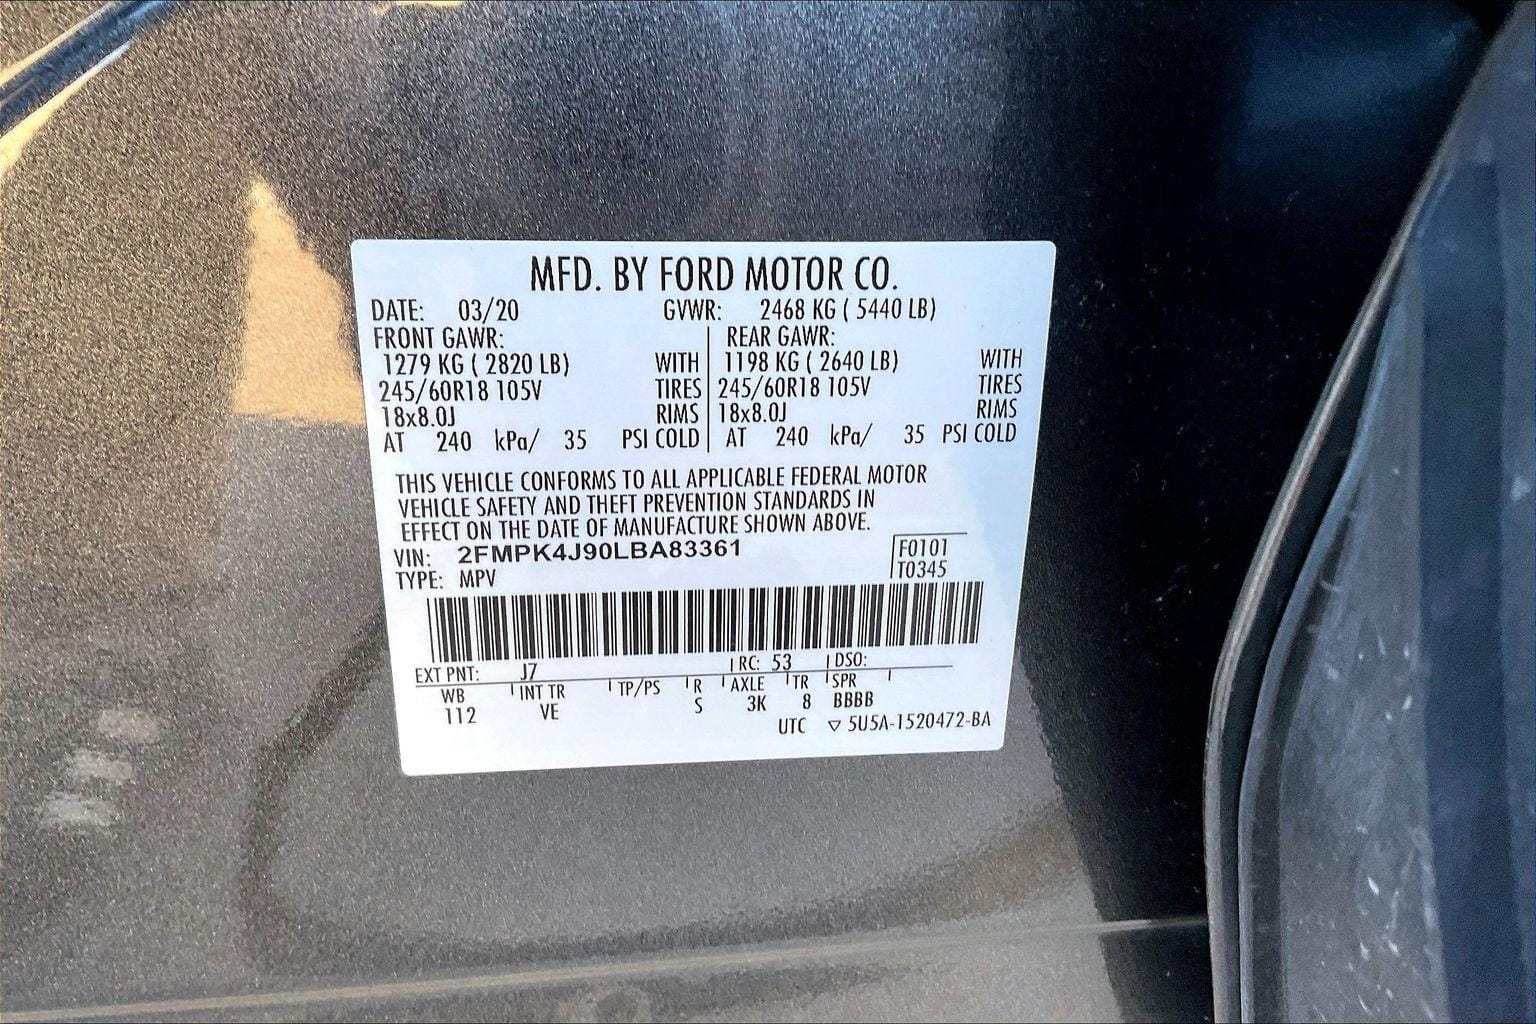 MFD. BY FORD MOTOR CO.
DATE: 03/20 GVWR: 2468 KG ( 5440 LB)
FRONT GAWR: REAR GAWR:
1279 KG ( 2820 LB) WITH 1198 KG ( 2640 LB) WITH
245/60R18 105V TIRES 245/60R18 105V TIRES
18x8.0J RIMS 18x8.0J RIMS
AT 240 kPa/ 35 PSI COLD AT 240 kPa/ 35 PSI COLD
THIS VEHICLE CONFORMS TO ALL APPLICABLE FEDERAL MOTOR
VEHICLE SAFETY AND THEFT PREVENTION STANDARDS IN
EFFECT ON THE DATE OF MANUFACTURE SHOWN ABOVE.
VIN: 2FMPK4J90LBA83361 F0101
TYPE: MPV T0345
EXT PNT: J7 RC: 53 DSO:
WB INT TR TP/PS R AXLE TR SPR
112 VE S 3K 8 BBBB
UTC ▽ 5U5A-1520472-BA